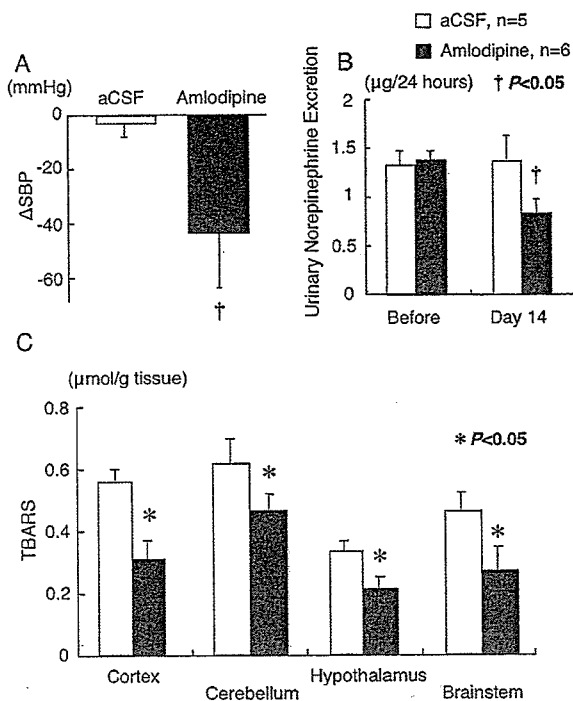 aCSF, n=5
Amlodipine, n=6
A
(mmHg)
aCSF Amlodipine
0
-20
-40
-60
ΔSBP
†
B
(μg/24 hours) † P<0.05
Urinary Norepinephrine Excretion
2
1.5
1
0.5
0
†
Before Day 14
C
(μmol/g tissue)
* P<0.05
TBARS
0.8
0.6
0.4
0.2
0
* * * *
Cortex Cerebellum Hypothalamus Brainstem